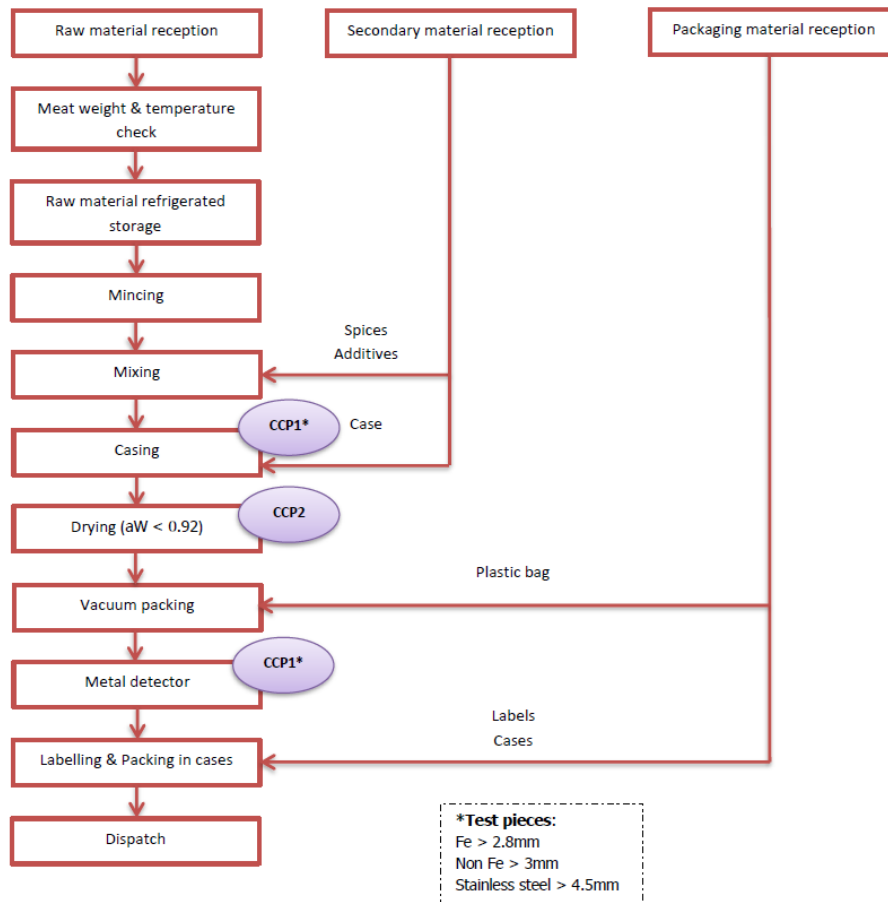 Raw material reception
Secondary material reception
Packaging material reception
Meat weight & temperature
check
Raw material refrigerated
storage
Mincing
Spices
Additives
Mixing
CCP1*
Case
Casing
CCP2
Drying (aW < 0.92)
Plastic bag
Vacuum packing
CCP1*
Metal detector
Labels
Cases
Labelling & Packing in cases
Dispatch
*Test pieces:
Fe > 2.8mm
Non Fe > 3mm
Stainless steel > 4.5mm